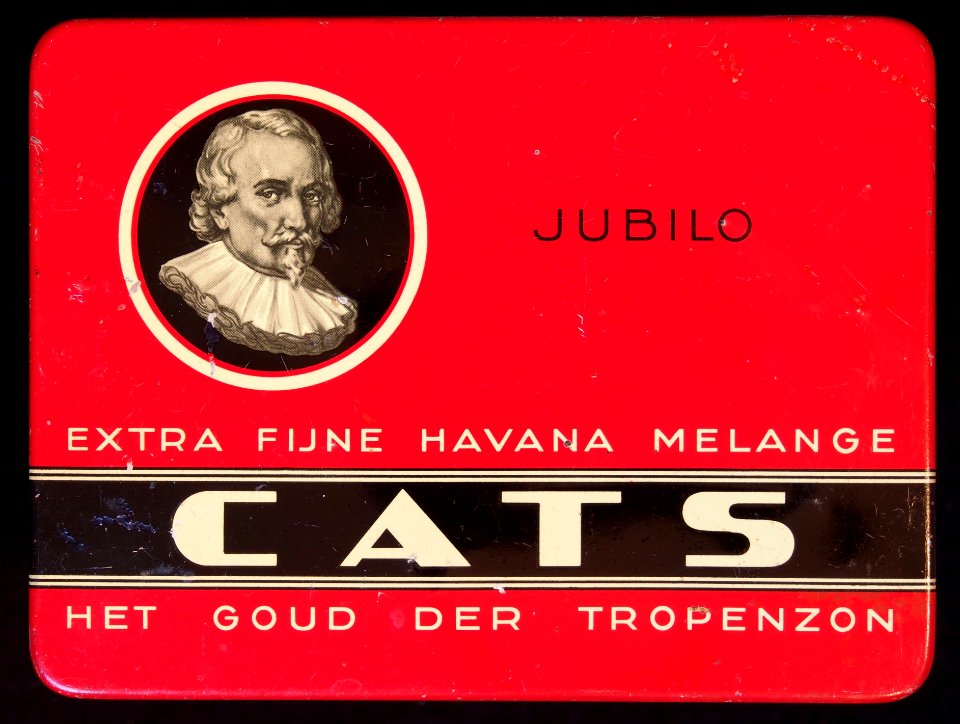 JUBILO
EXTRA FIJNE HAVANA MELANGE
CATS
HET GOUD DER TROPENZON